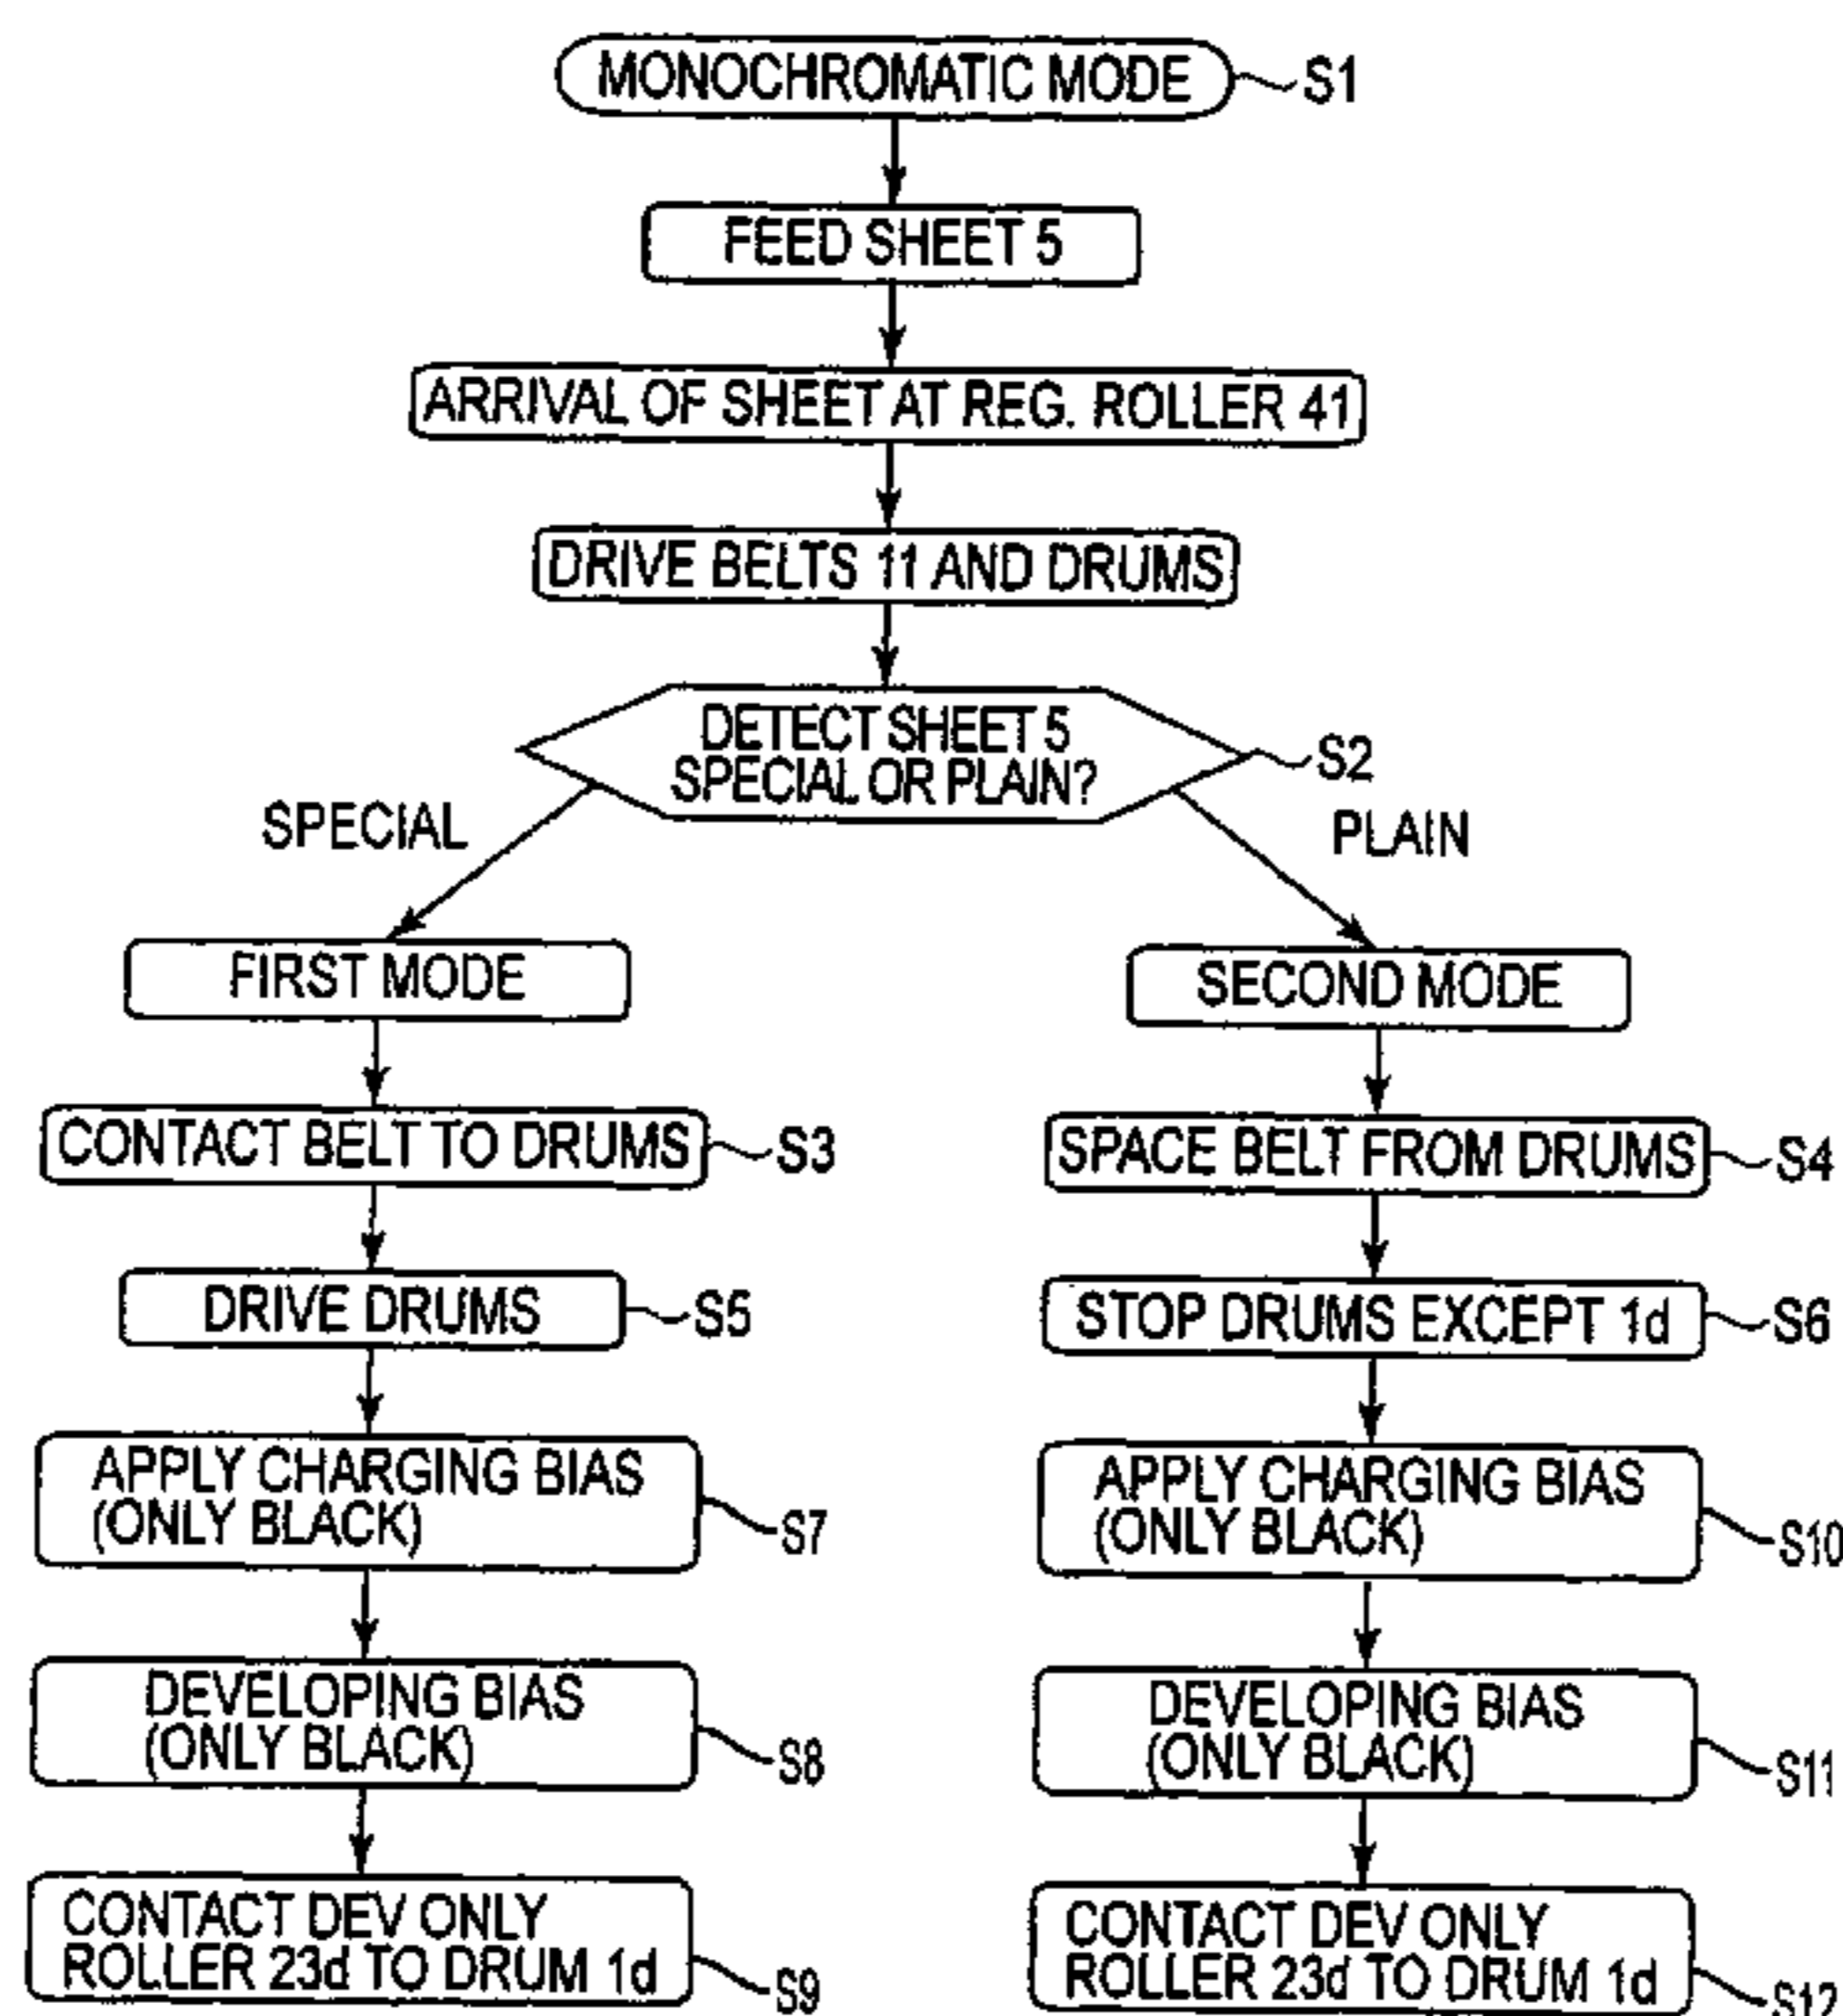 MONOCHROMATIC MODE
S1
FEED SHEET 5
ARRIVAL OF SHEET AT REG. ROLLER 41
DRIVE BELTS 11 AND DRUMS
DETECT SHEET 5
SPECIAL OR PLAIN?
S2
SPECIAL
PLAIN
FIRST MODE
SECOND MODE
CONTACT BELT TO DRUMS
S3
SPACE BELT FROM DRUMS
S4
DRIVE DRUMS
S5
STOP DRUMS EXCEPT 1d
S6
APPLY CHARGING BIAS
(ONLY BLACK)
S7
APPLY CHARGING BIAS
(ONLY BLACK)
S10
DEVELOPING BIAS
(ONLY BLACK)
S8
DEVELOPING BIAS
(ONLY BLACK)
S11
CONTACT DEV ONLY
ROLLER 23d TO DRUM 1d
S9
CONTACT DEV ONLY
ROLLER 23d TO DRUM 1d
S12